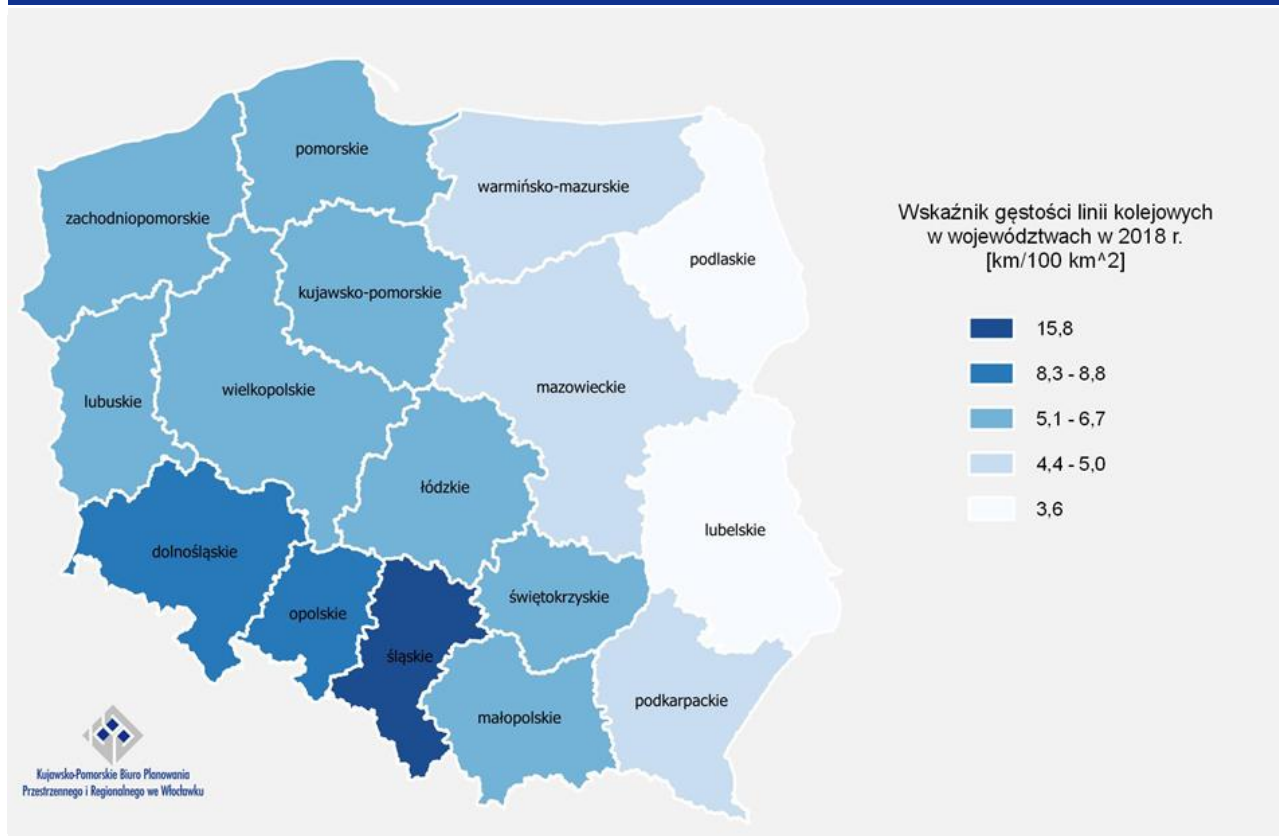 pomorskie
warmińsko-mazurskie
zachodniopomorskie
podlaskie
kujawsko-pomorskie
mazowieckie
wielkopolskie
lubuskie
łódzkie
lubelskie
dolnośląskie
świętokrzyskie
opolskie
śląskie
podkarpackie
małopolskie
Wskaźnik gęstości linii kolejowych
w województwach w 2018 r.
[km/100 km^2]
15,8
8,3 - 8,8
5,1 - 6,7
4,4 - 5,0
3,6
Kujawsko-Pomorskie Biuro Planowania
Przestrzennego i Regionalnego we Włocławku